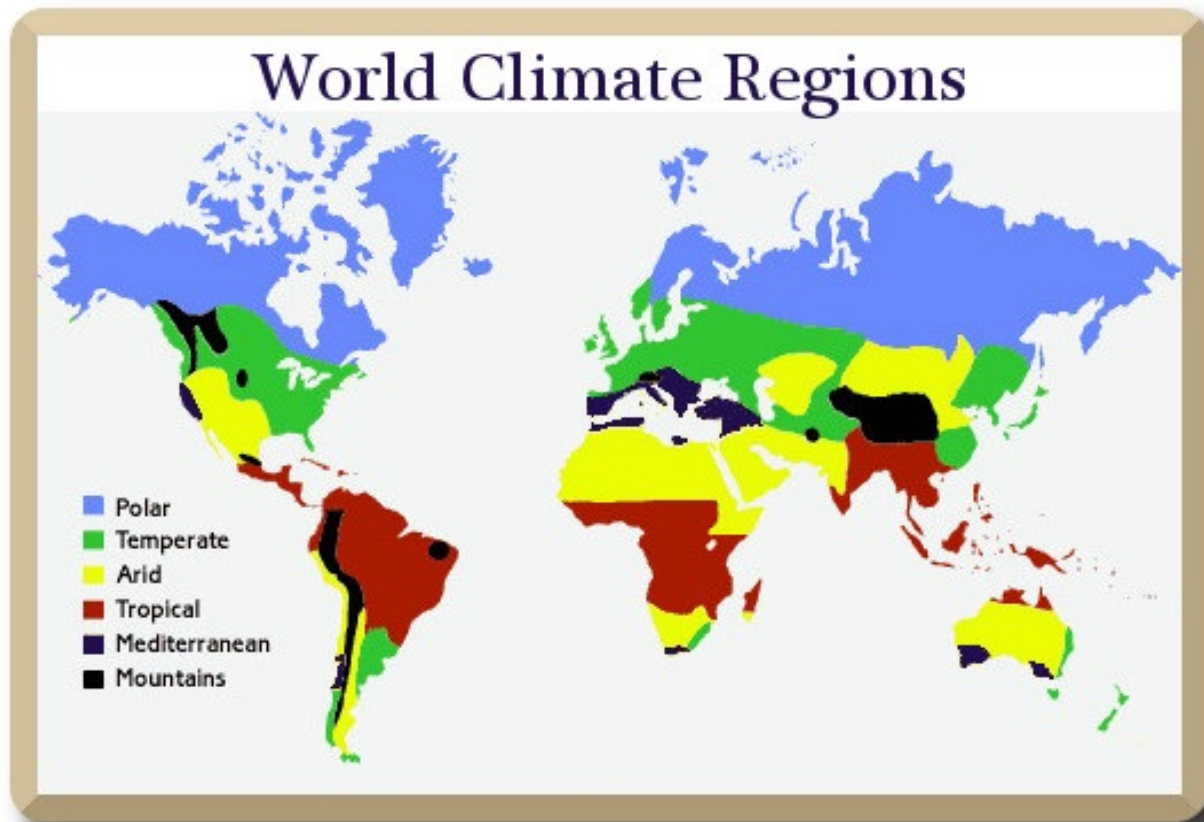 World Climate Regions
Polar
Temperate
Arid
Tropical
Mediterranean
Mountains